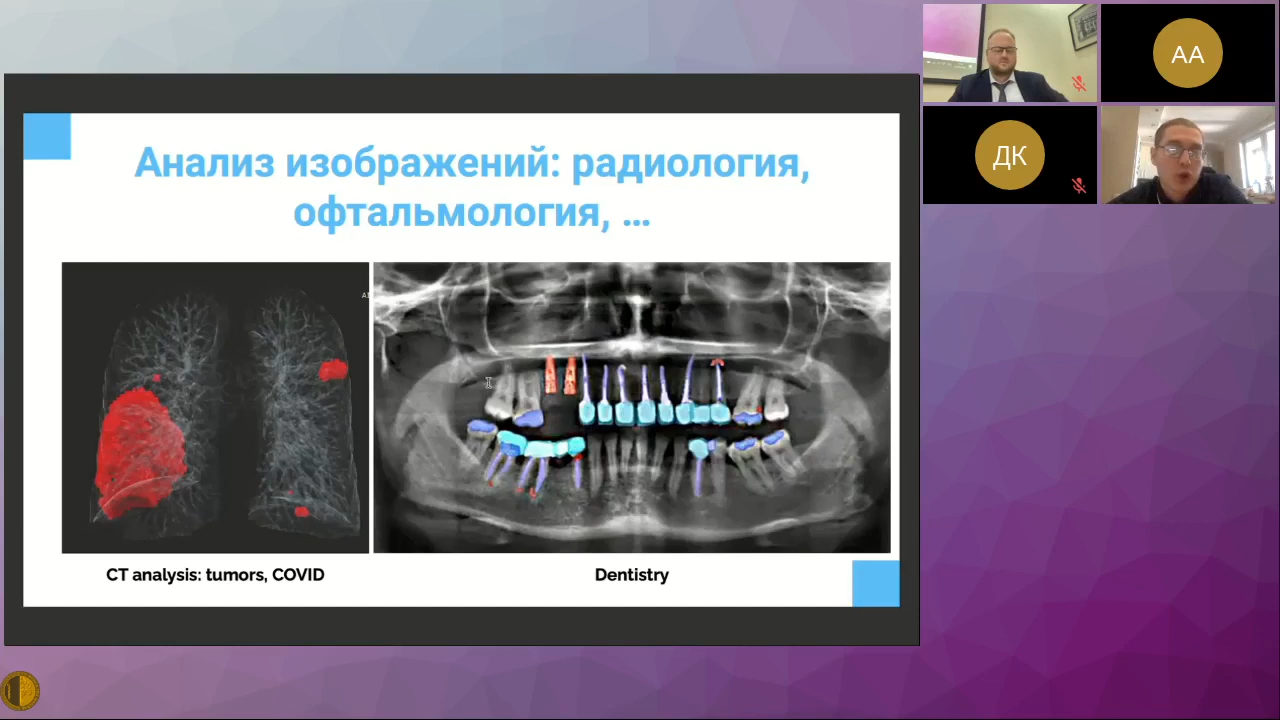 Анализ изображений: радиология,
офтальмология, ...
CT analysis: tumors, COVID
Dentistry
АА
ДК